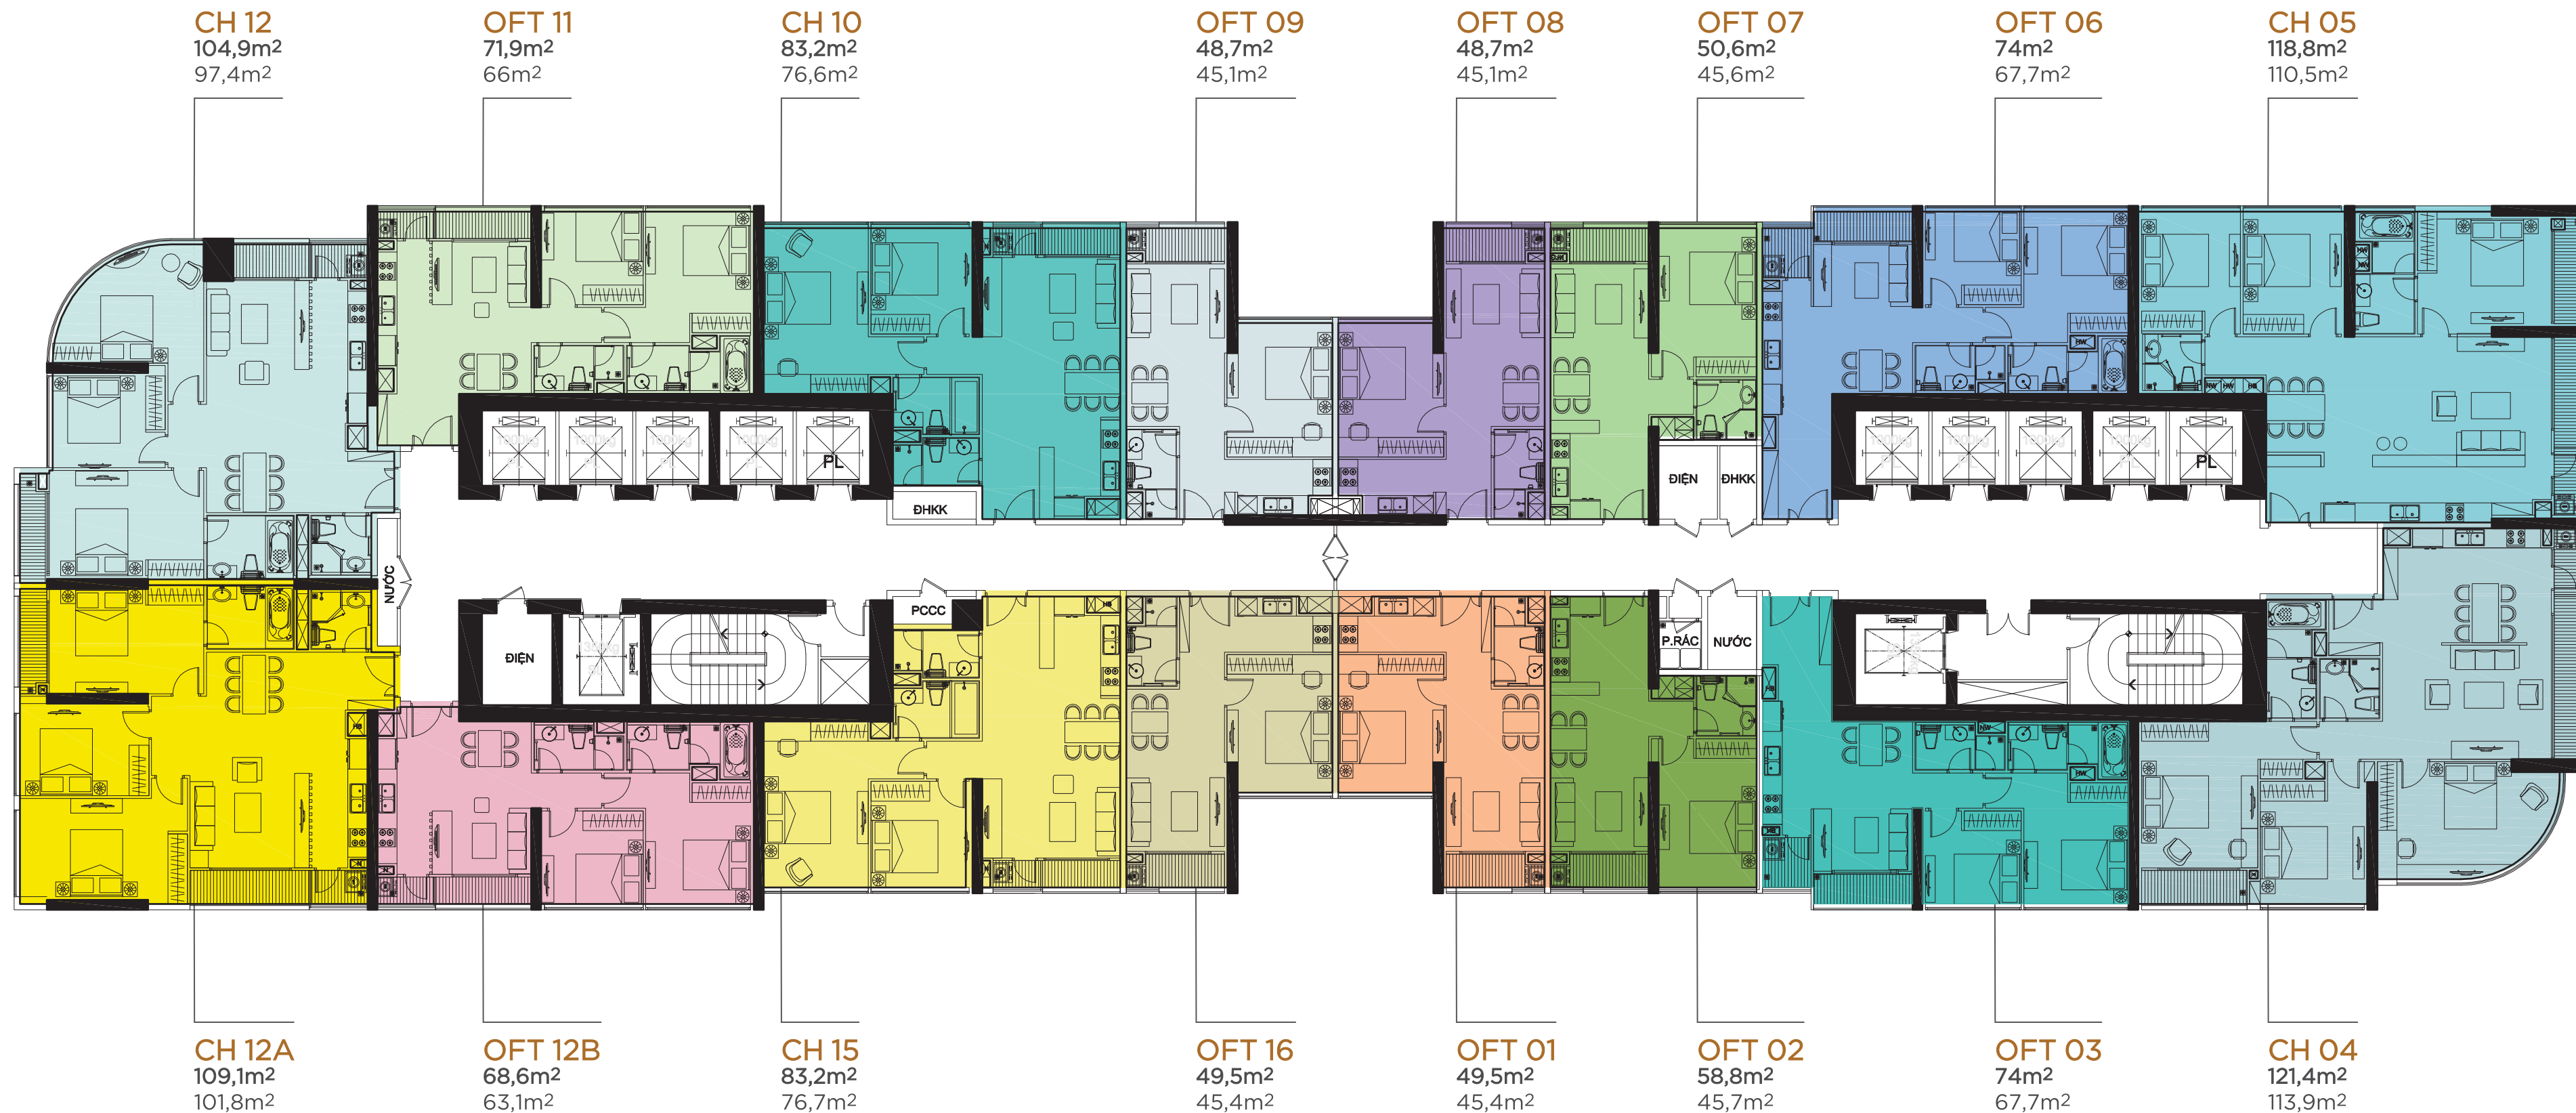 CH 12
104,9m²
97,4m²
OFT 11
71,9m²
66m²
CH 10
83,2m²
76,6m²
OFT 09
48,7m²
45,1m²
OFT 08
48,7m²
45,1m²
OFT 07
50,6m²
45,6m²
OFT 06
74m²
67,7m²
CH 05
118,8m²
110,5m²
PL
PL
ĐIỆN
ĐHKK
ĐHKK
NƯỚC
PCCC
ĐIỆN
P.RÁC
NƯỚC
CH 12A
109,1m²
101,8m²
OFT 12B
68,6m²
63,1m²
CH 15
83,2m²
76,7m²
OFT 16
49,5m²
45,4m²
OFT 01
49,5m²
45,4m²
OFT 02
58,8m²
45,7m²
OFT 03
74m²
67,7m²
CH 04
121,4m²
113,9m²